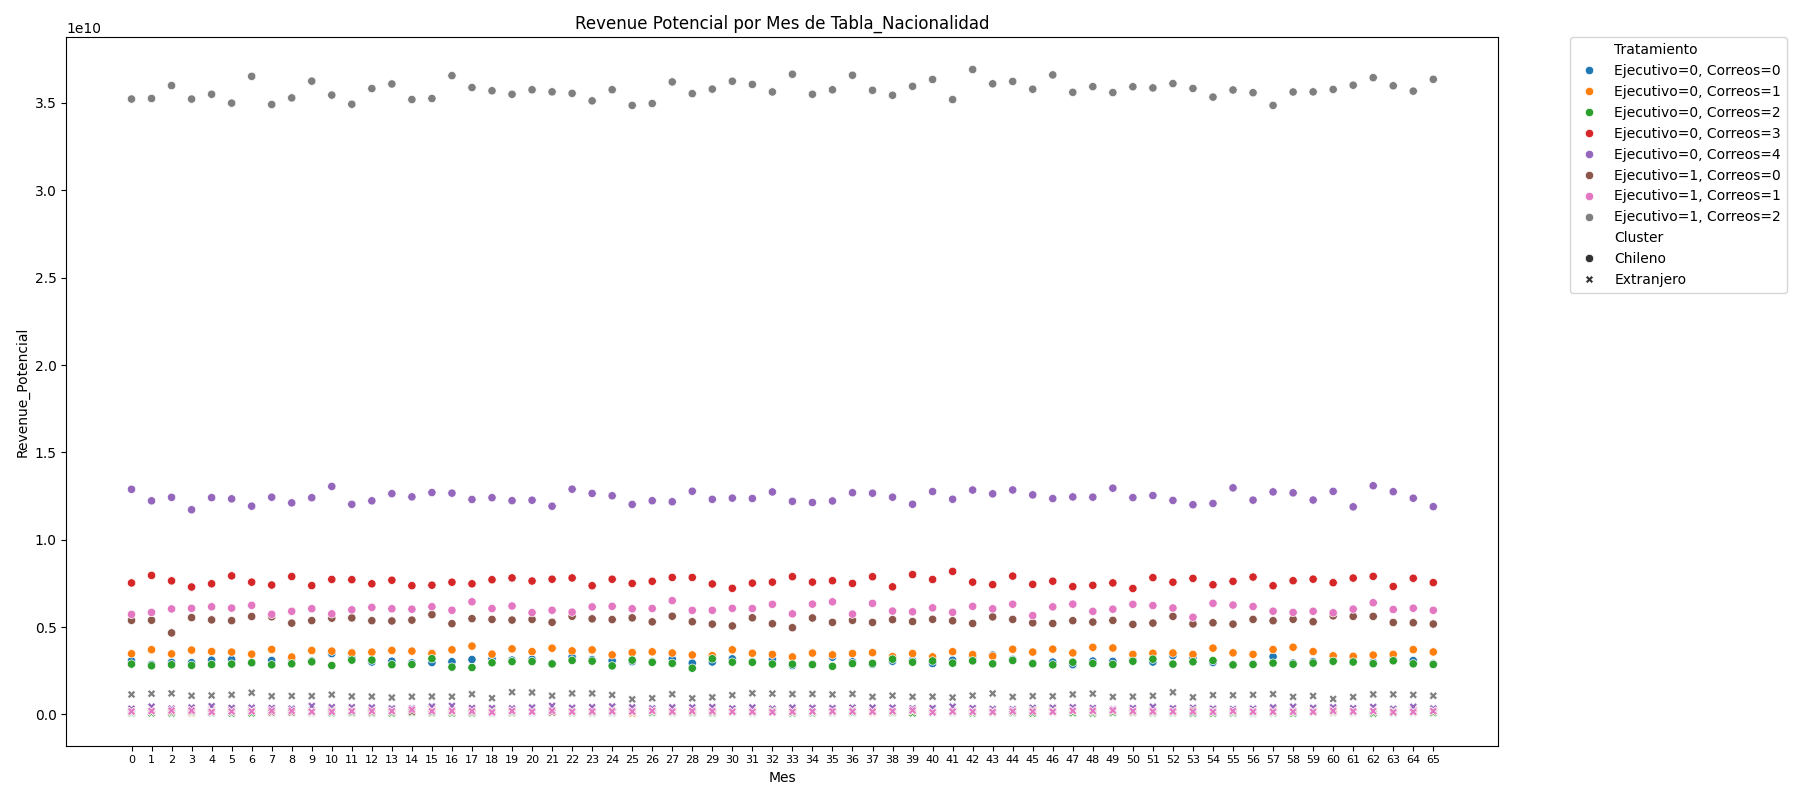 Revenue Potencial por Mes de Tabla_Nacionalidad
1e10
3.5
3.0
2.5
2.0
1.5
1.0
0.5
0.0
Revenue_Potencial
0 1 2 3 4 5 6 7 8 9 10 11 12 13 14 15 16 17 18 19 20 21 22 23 24 25 26 27 28 29 30 31 32 33 34 35 36 37 38 39 40 41 42 43 44 45 46 47 48 49 50 51 52 53 54 55 56 57 58 59 60 61 62 63 64 65
Mes
Tratamiento
Ejecutivo=0, Correos=0
Ejecutivo=0, Correos=1
Ejecutivo=0, Correos=2
Ejecutivo=0, Correos=3
Ejecutivo=0, Correos=4
Ejecutivo=1, Correos=0
Ejecutivo=1, Correos=1
Ejecutivo=1, Correos=2
Cluster
Chileno
Extranjero